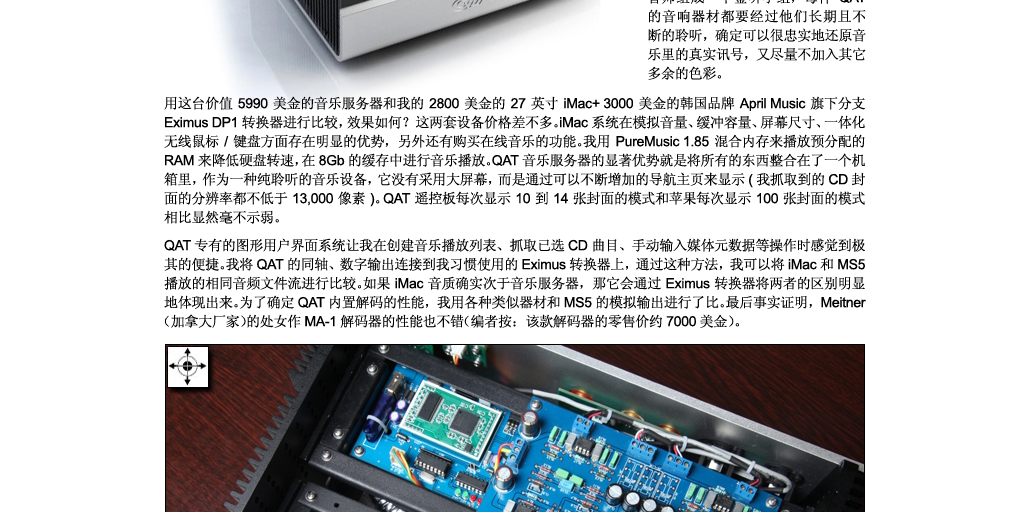 的音响器材都要经过他们长期且不
断的聆听，确定可以很忠实地还原音
乐里的真实讯号，又尽量不加入其它
多余的色彩。
用这台价值 5990 美金的音乐服务器和我的 2800 美金的 27 英寸 iMac+ 3000 美金的韩国品牌 April Music 旗下分支
Eximus DP1 转换器进行比较，效果如何？这两套设备价格差不多。iMac 系统在模拟音量、缓冲容量、屏幕尺寸、一体化
无线鼠标 / 键盘方面存在明显的优势，另外还有购买在线音乐的功能。我用 PureMusic 1.85 混合内存来播放预分配的
RAM 来降低硬盘转速，在 8Gb 的缓存中进行音乐播放。QAT 音乐服务器的显著优势就是将所有的东西整合在了一个机
箱里，作为一种纯聆听的音乐设备，它没有采用大屏幕，而是通过可以不断增加的导航主页来显示 ( 我抓取到的 CD 封
面的分辨率都不低于 13,000 像素 )。QAT 遥控板每次显示 10 到 14 张封面的模式和苹果每次显示 100 张封面的模式
相比显然毫不示弱。
QAT 专有的图形用户界面系统让我在创建音乐播放列表、抓取已选 CD 曲目、手动输入媒体元数据等操作时感觉到极
其的便捷。我将 QAT 的同轴、数字输出连接到我习惯使用的 Eximus 转换器上，通过这种方法，我可以将 iMac 和 MS5
播放的相同音频文件流进行比较。如果 iMac 音质确实次于音乐服务器，那它会通过 Eximus 转换器将两者的区别明显
地体现出来。为了确定 QAT 内置解码的性能，我用各种类似器材和 MS5 的模拟输出进行了比。最后事实证明，Meitner
（加拿大厂家）的处女作 MA-1 解码器的性能也不错（编者按：该款解码器的零售价约 7000 美金）。